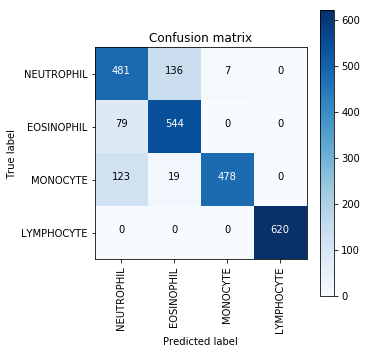 Confusion matrix
True label
NEUTROPHIL 481 136 7 0
EOSINOPHIL 79 544 0 0
MONOCYTE 123 19 478 0
LYMPHOCYTE 0 0 0 620
NEUTROPHIL
EOSINOPHIL
MONOCYTE
LYMPHOCYTE
Predicted label
600
500
400
300
200
100
0